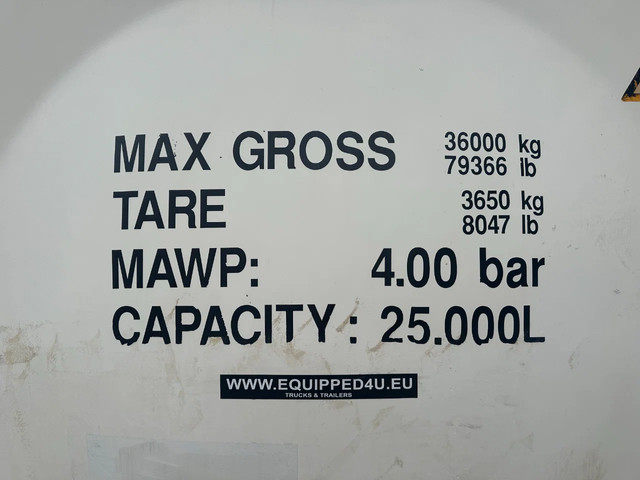 MAX GROSS 36000 kg
79366 lb
TARE 3650 kg
8047 lb
MAWP: 4.00 bar
CAPACITY: 25.000L
WWW.EQUIPPED4U.EU
TRUCKS & TRAILERS